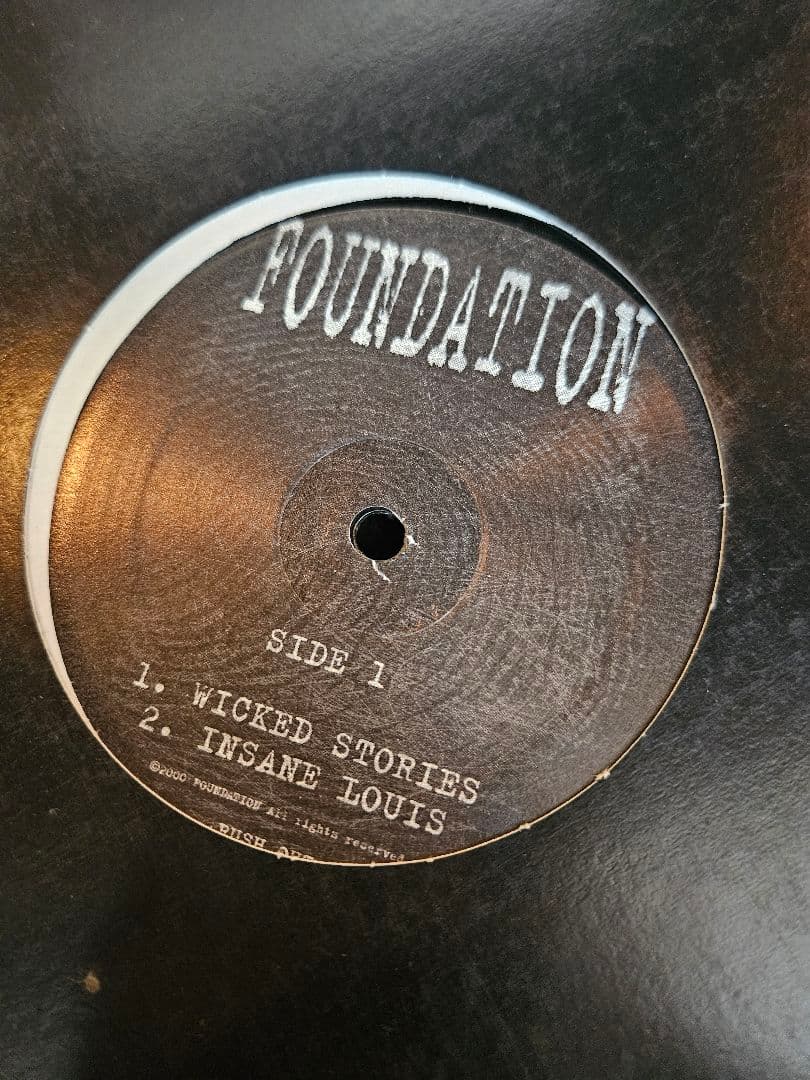 FOUNDATION
SIDE 1
1. WICKED STORIES
2. INSANE LOUIS
©2000 FOUNDATION All rights reserved